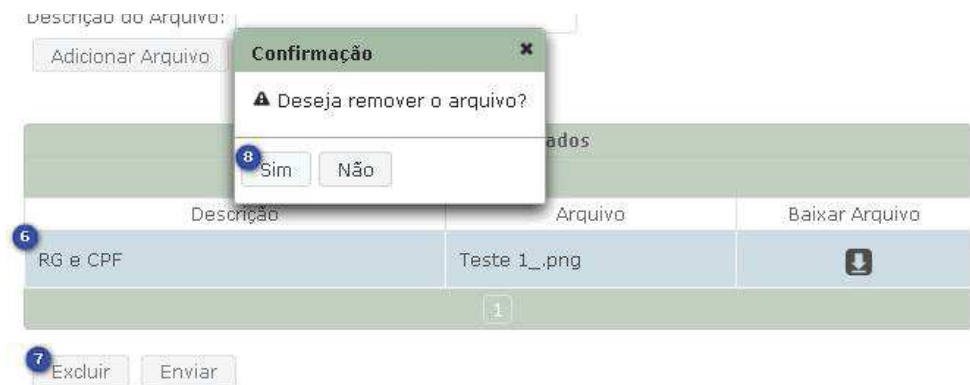 Descrição do Arquivo:
Adicionar Arquivo
Confirmação
Deseja remover o arquivo?
8
Sim Não
ados
Descrição Arquivo Baixar Arquivo
6
RG e CPF Teste 1_.png
1
7
Excluir Enviar